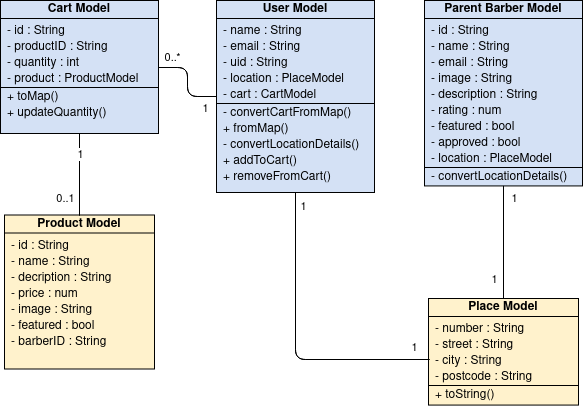 Cart Model
- id : String
- productID : String
- quantity : int
- product : ProductModel
+ toMap()
+ updateQuantity()
0..*
1
User Model
- name : String
- email : String
- uid : String
- location : PlaceModel
- cart : CartModel
- convertCartFromMap()
+ fromMap()
- convertLocationDetails()
+ addToCart()
+ removeFromCart()
Parent Barber Model
- id : String
- name : String
- email : String
- image : String
- description : String
- rating : num
- featured : bool
- approved : bool
- location : PlaceModel
- convertLocationDetails()
1
0..1
Product Model
- id : String
- name : String
- decription : String
- price : num
- image : String
- featured : bool
- barberID : String
1
1
1
1
Place Model
- number : String
- street : String
- city : String
- postcode : String
+ toString()